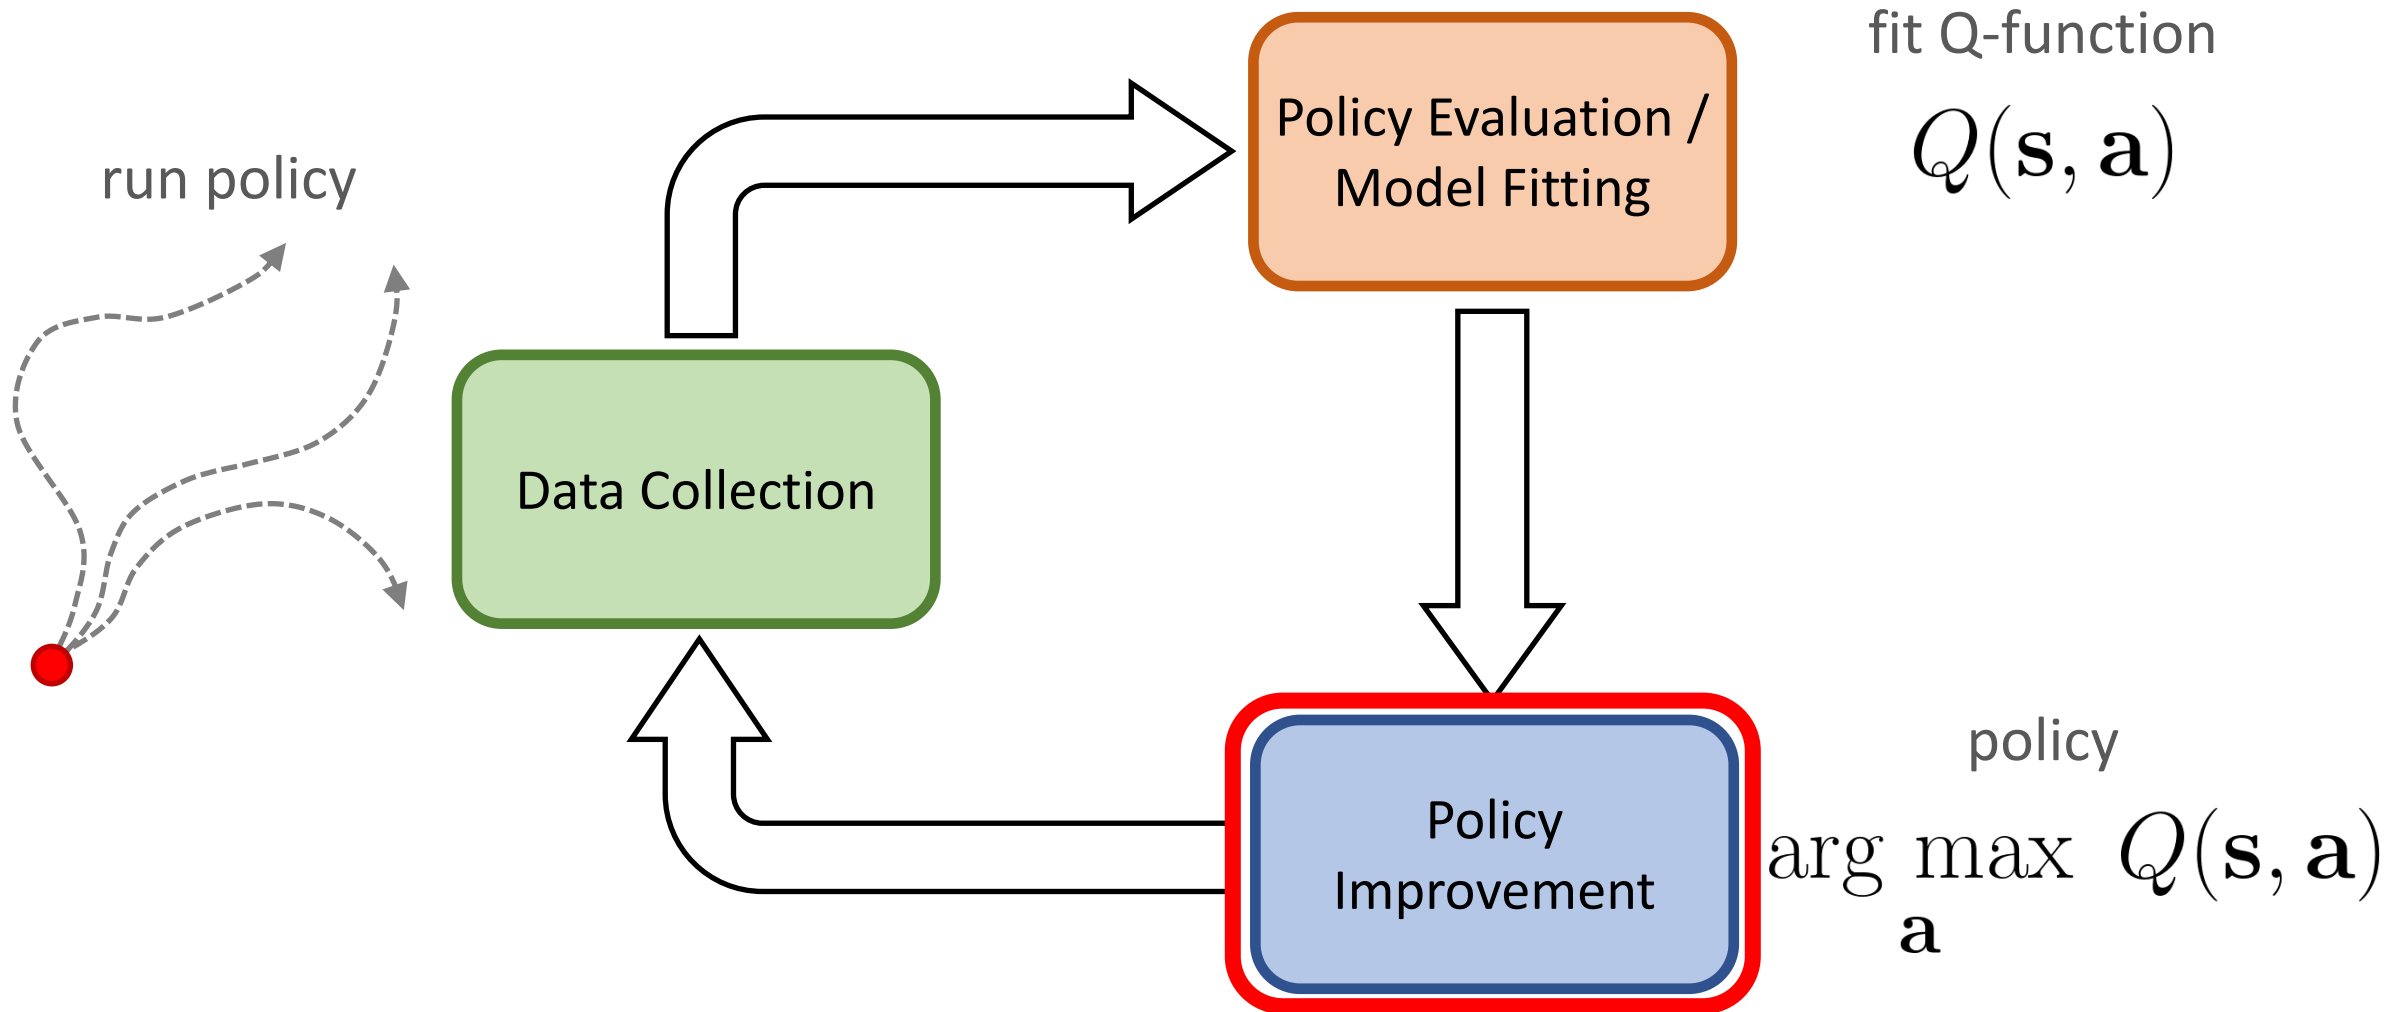 run policy
Data Collection
Policy Evaluation /
Model Fitting
fit Q-function
Q(s, a)
Policy
Improvement
policy
arg max Q(s, a)
a